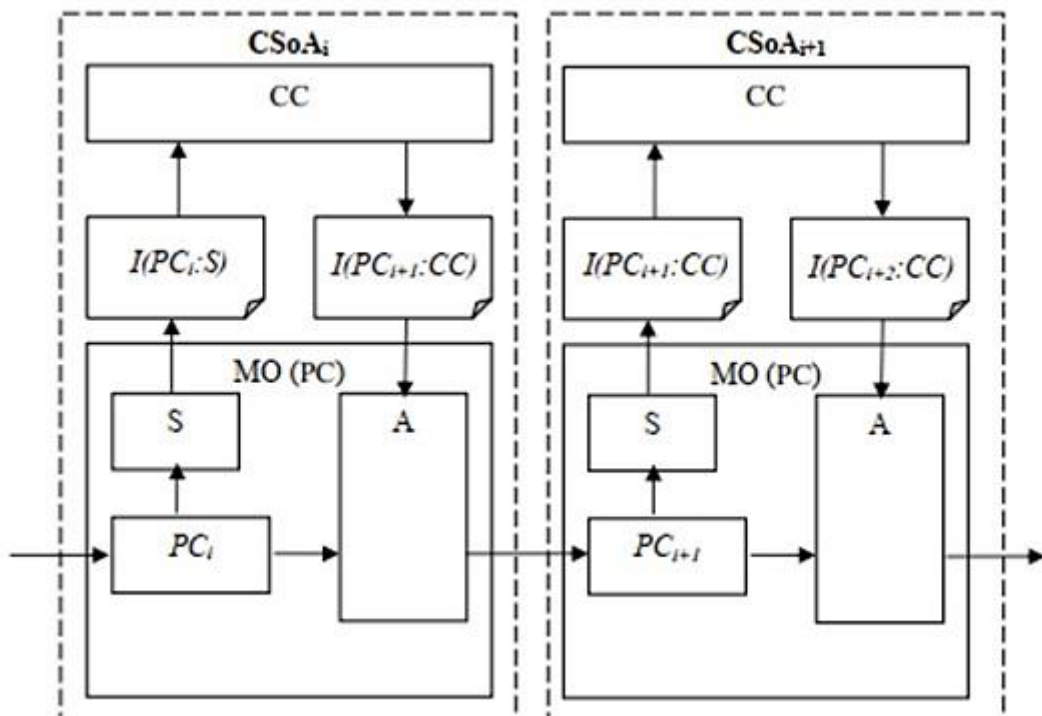 CSoAᵢ
CC
I(PCᵢ:S)
I(PCᵢ₊₁:CC)
MO (PC)
S
A
PCᵢ
CSoAᵢ₊₁
CC
I(PCᵢ₊₁:CC)
I(PCᵢ₊₂:CC)
MO (PC)
S
A
PCᵢ₊₁